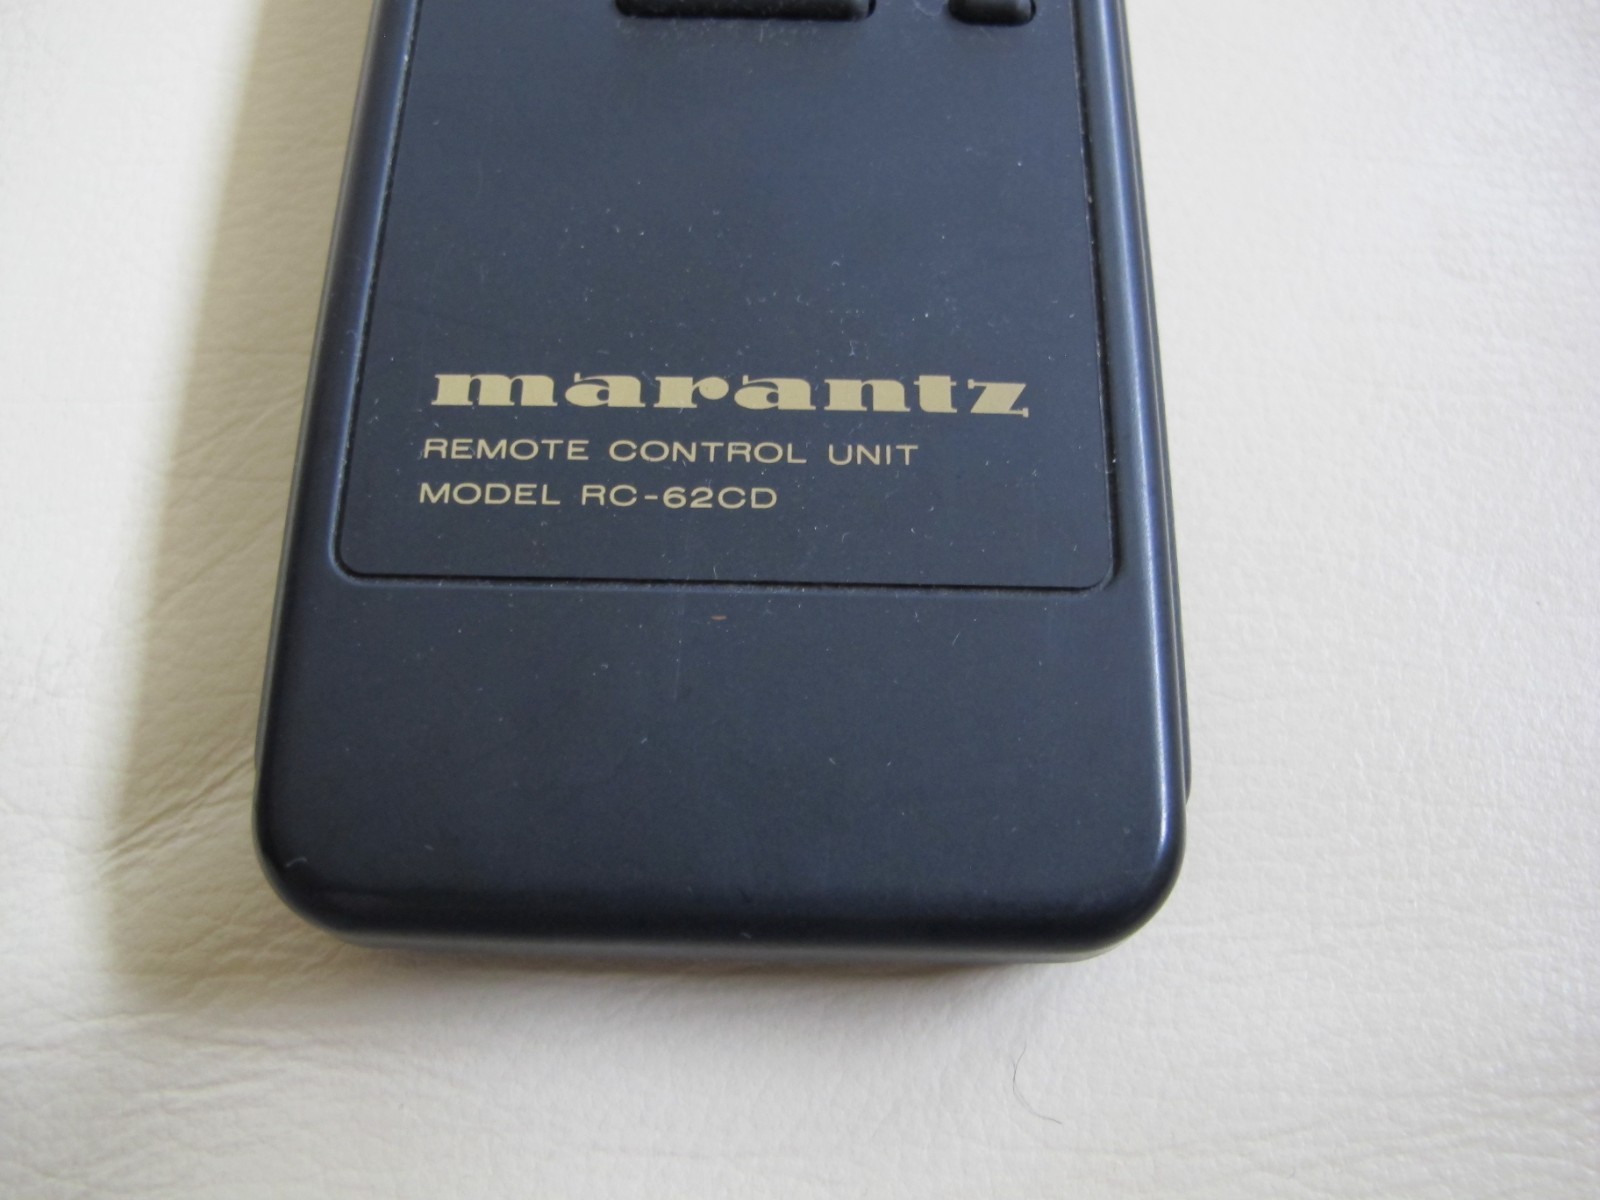 marantz
REMOTE CONTROL UNIT
MODEL RC-62CD